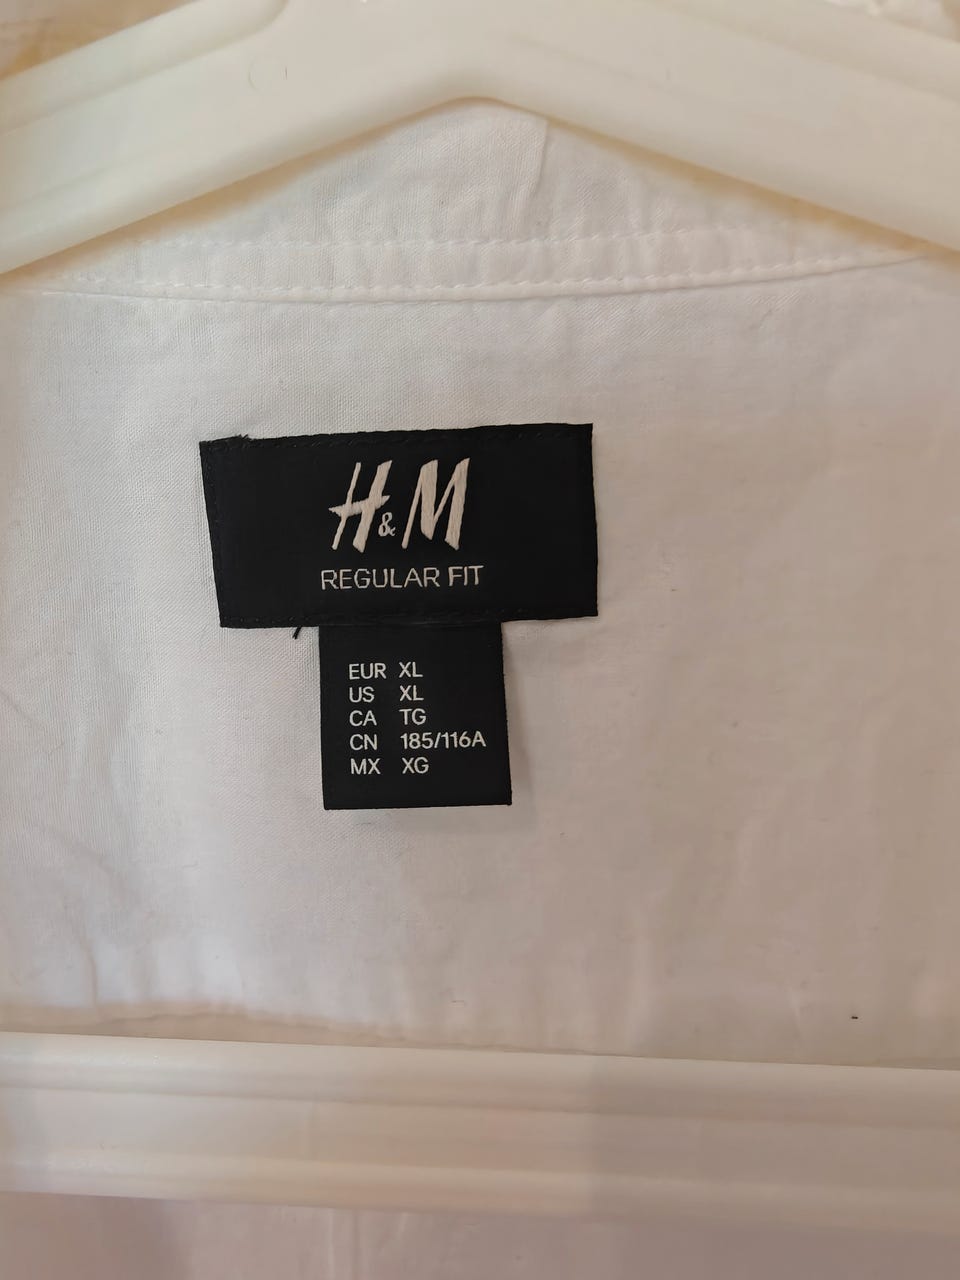 H&M
REGULAR FIT
EUR XL
US XL
CA TG
CN 185/116A
MX XG